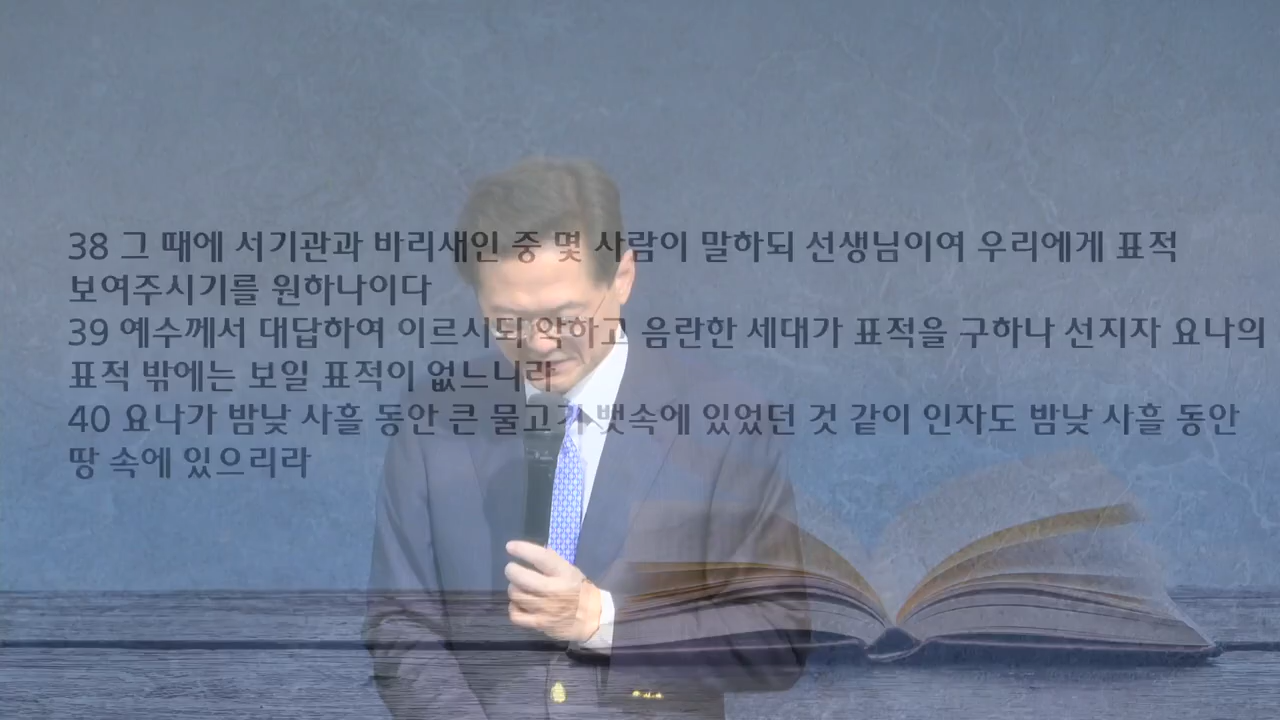 38 그 때에 서기관과 바리새인 중 몇 사람이 말하되 선생님이여 우리에게 표적
보여주시기를 원하나이다
39 예수께서 대답하여 이르시되 악하고 음란한 세대가 표적을 구하나 선지자 요나의
표적 밖에는 보일 표적이 없느니라
40 요나가 밤낮 사흘 동안 큰 물고기 뱃속에 있었던 것 같이 인자도 밤낮 사흘 동안
땅 속에 있으리라